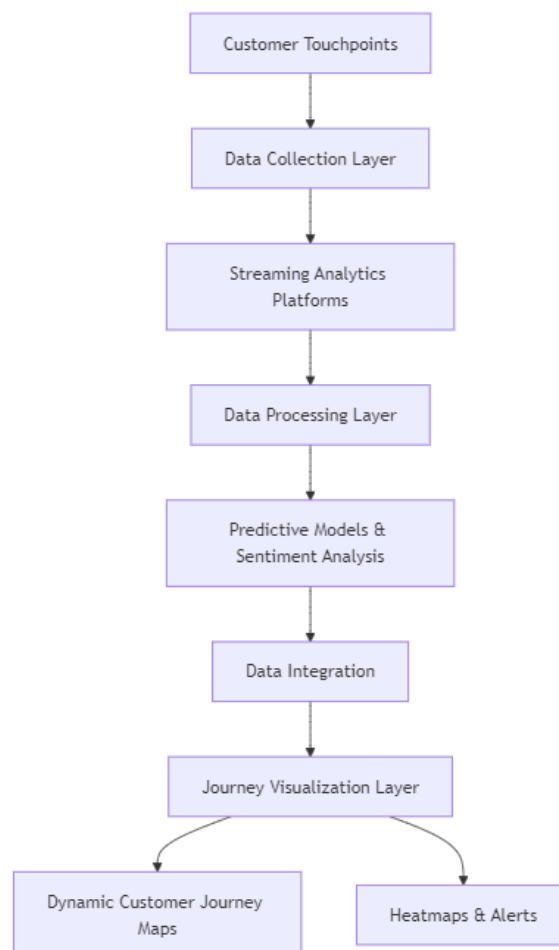 Customer Touchpoints
Data Collection Layer
Streaming Analytics
Platforms
Data Processing Layer
Predictive Models &
Sentiment Analysis
Data Integration
Journey Visualization Layer
Dynamic Customer Journey
Maps
Heatmaps & Alerts